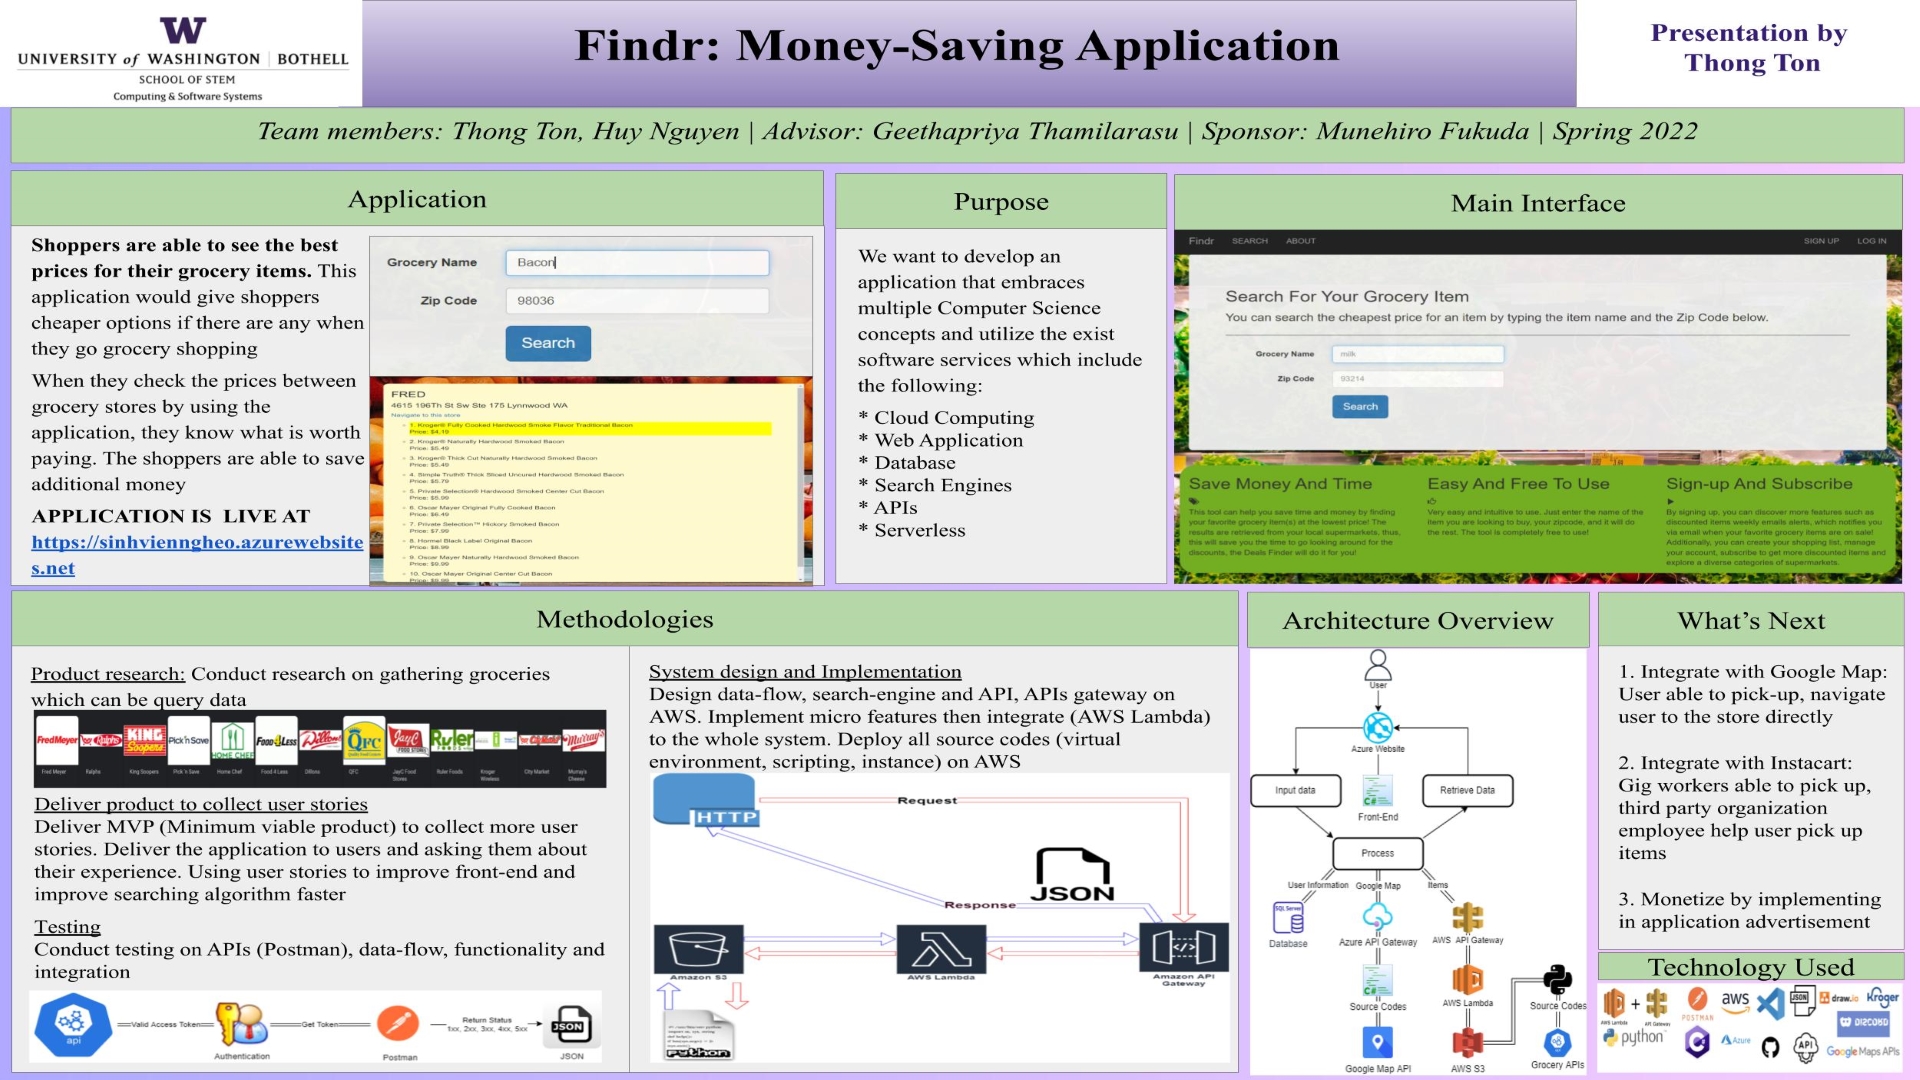 W
UNIVERSITY of WASHINGTON | BOTHELL
SCHOOL OF STEM
Computing & Software Systems
Findr: Money-Saving Application
Presentation by
Thong Ton
Team members: Thong Ton, Huy Nguyen | Advisor: Geethapriya Thamilarasu | Sponsor: Munehiro Fukuda | Spring 2022
Application
Shoppers are able to see the best
prices for their grocery items. This
application would give shoppers
cheaper options if there are any when
they go grocery shopping
When they check the prices between
grocery stores by using the
application, they know what is worth
paying. The shoppers are able to save
additional money
APPLICATION IS LIVE AT
https://sinhvienngheo.azurewebsite
s.net
Grocery Name
Bacon
Zip Code
98036
Search
FRED
4615 196Th St Sw Ste 175 Lynnwood WA
Navigate to this store
1. Kroger® Fully Cooked Hardwood Smoke Flavor Traditional Bacon
Price: $4.19
2. Kroger® Naturally Hardwood Smoked Bacon
Price: $5.49
3. Kroger® Thick Cut Naturally Hardwood Smoked Bacon
Price: $5.49
4. Simple Truth® Thick Sliced Uncured Hardwood Smoked Bacon
Price: $5.79
5. Private Selection® Hardwood Smoked Center Cut Bacon
Price: $5.99
6. Oscar Mayer Original Fully Cooked Bacon
Price: $6.49
7. Private Selection™ Hickory Smoked Bacon
Price: $7.99
8. Hormel Black Label Original Bacon
Price: $8.99
9. Oscar Mayer Naturally Hardwood Smoked Bacon
Price: $9.99
10. Oscar Mayer Original Center Cut Bacon
Purpose
We want to develop an
application that embraces
multiple Computer Science
concepts and utilize the exist
software services which include
the following:
* Cloud Computing
* Web Application
* Database
* Search Engines
* APIs
* Serverless
Main Interface
Findr SEARCH ABOUT SIGN UP LOG IN
Search For Your Grocery Item
You can search the cheapest price for an item by typing the item name and the Zip Code below.
Grocery Name
milk
Zip Code
93214
Search
Save Money And Time
This tool can help you save time and money by finding
your favorite grocery item(s) at the lowest price! The
results are retrieved from your local supermarkets, thus,
this will save you the time to go looking around for the
discounts, the Deals Finder will do it for you!
Easy And Free To Use
Very easy and intuitive to use. Just enter the name of the
item you are looking to buy, your zipcode, and it will do
the rest. The tool is completely free to use!
Sign-up And Subscribe
By signing up, you can discover more features such as
discounted items weekly emails alerts, which notifies you
via email when your favorite grocery items are on sale!
Additionally, you can create your shopping list, manage
your account, subscribe to get more discounted items and
explore a diverse categories of supermarkets.
Methodologies
Product research: Conduct research on gathering groceries
which can be query data
FredMeyer Ralphs KING Soopers Pick'n Save HOME CHEF FOOD4LESS Dillons QFC JayC FOOD STORES Ruler FOODS Murray's
Fred Meyer Ralphs King Soopers Pick 'n Save Home Chef Food 4 Less Dillons QFC JayC Food Stores Ruler Foods Kroger Wireless City Market Murray's Cheese
Deliver product to collect user stories
Deliver MVP (Minimum viable product) to collect more user
stories. Deliver the application to users and asking them about
their experience. Using user stories to improve front-end and
improve searching algorithm faster
Testing
Conduct testing on APIs (Postman), data-flow, functionality and
integration
api
Valid Access Token
Authentication
Get Token
Postman
Return Status
1xx, 2xx, 3xx, 4xx, 5xx
JSON
JSON
System design and Implementation
Design data-flow, search-engine and API, APIs gateway on
AWS. Implement micro features then integrate (AWS Lambda)
to the whole system. Deploy all source codes (virtual
environment, scripting, instance) on AWS
HTTP
Request
JSON
Response
Amazon S3
AWS Lambda
Amazon API
Gateway
Python
Architecture Overview
User
Azure Website
Input data
C#
Front-End
Retrieve Data
Process
User Information
Google Map
Items
SQL Server
Database
Azure API Gateway
AWS API Gateway
C#
Source Codes
AWS Lambda
Source Codes
Google Map API
AWS S3
Grocery APIs
What's Next
1. Integrate with Google Map:
User able to pick-up, navigate
user to the store directly
2. Integrate with Instacart:
Gig workers able to pick up,
third party organization
employee help user pick up
items
3. Monetize by implementing
in application advertisement
Technology Used
AWS Lambda
+
API Gateway
POSTMAN
aws
JSON
draw.io
Kroger
python
Azure
API
DISCORD
Google Maps APIs